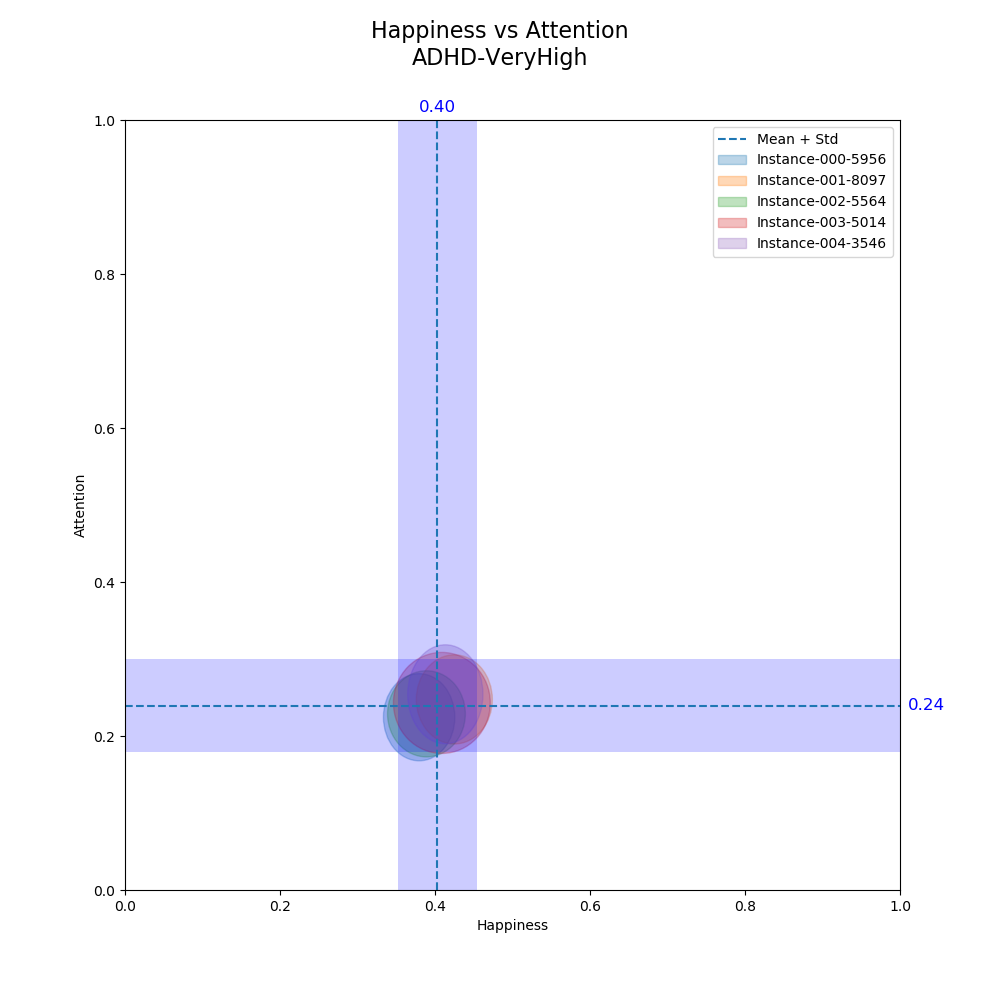 Happiness vs Attention
ADHD-VeryHigh
0.40
1.0
0.8
0.6
0.4
0.2
0.0
Attention
Mean + Std
Instance-000-5956
Instance-001-8097
Instance-002-5564
Instance-003-5014
Instance-004-3546
0.24
0.0 0.2 0.4 0.6 0.8 1.0
Happiness